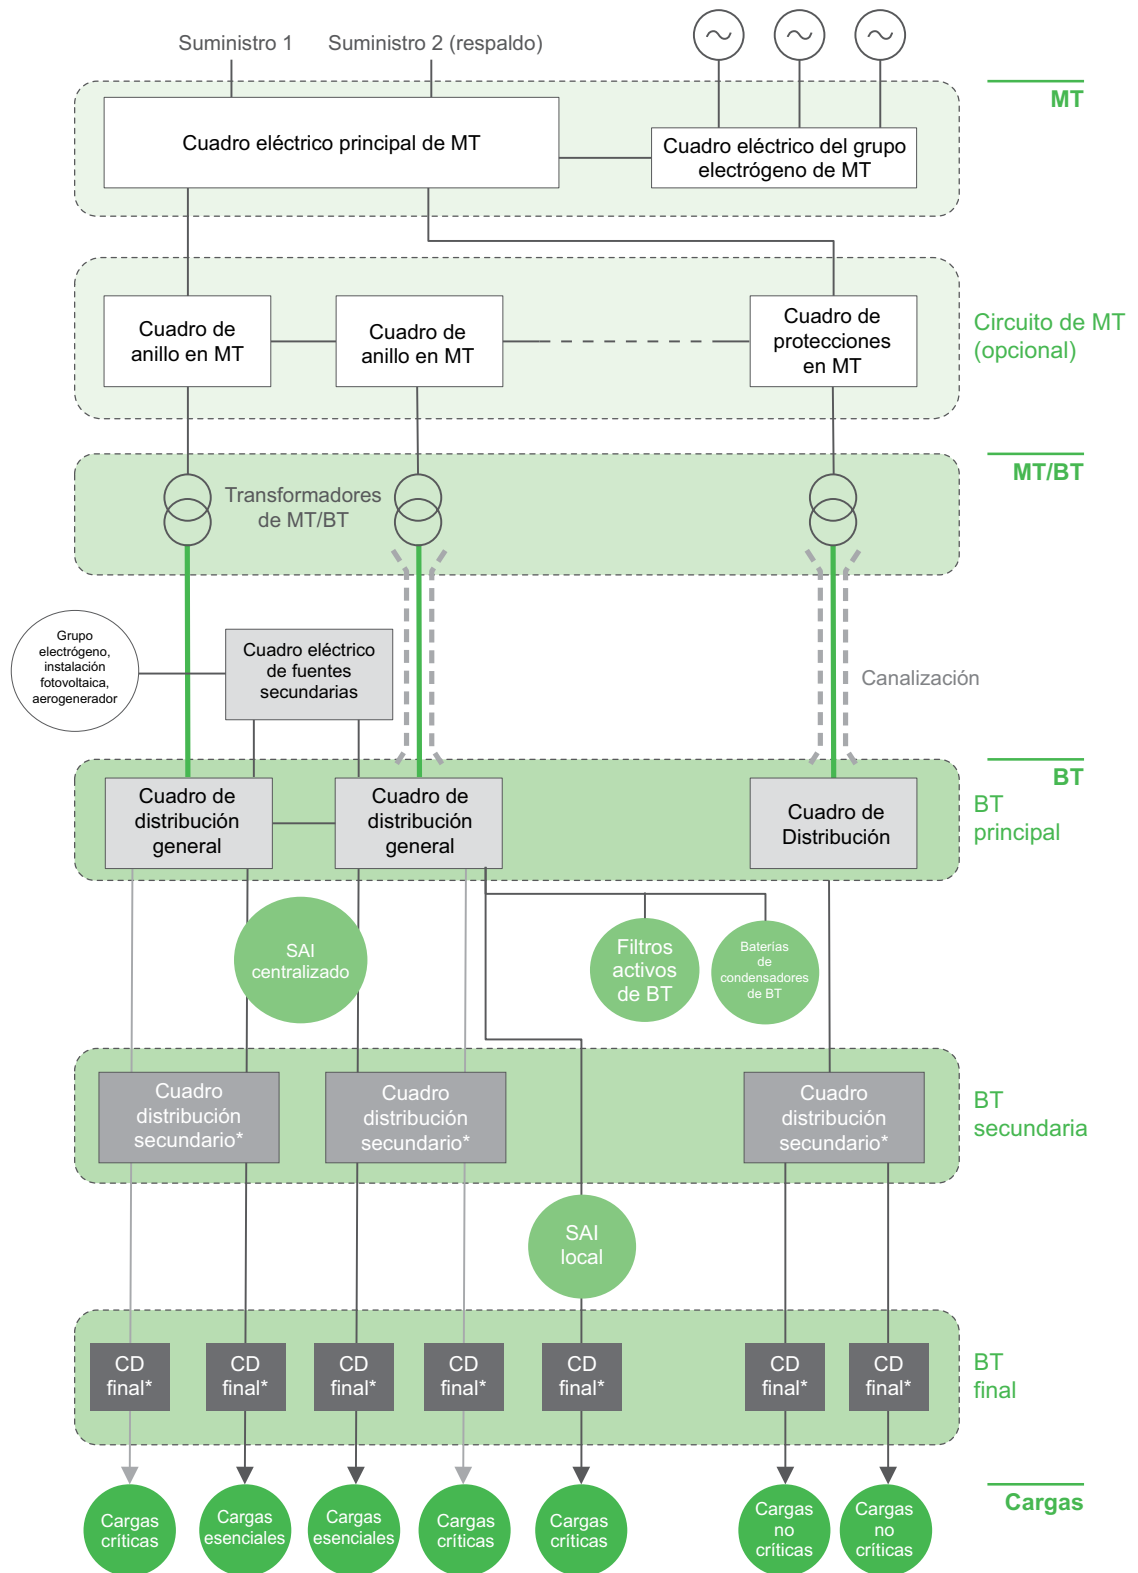 Suministro 1
Suministro 2 (respaldo)
MT
Cuadro eléctrico principal de MT
Cuadro eléctrico del grupo
electrógeno de MT
Cuadro de
anillo en MT
Cuadro de
anillo en MT
Cuadro de
protecciones
en MT
Circuito de MT
(opcional)
MT/BT
Transformadores
de MT/BT
Grupo
electrógeno,
instalación
fotovoltaica,
aerogenerador
Cuadro eléctrico
de fuentes
secundarias
Canalización
BT
Cuadro de
distribución
general
Cuadro de
distribución
general
Cuadro de
Distribución
BT
principal
SAI
centralizado
Filtros
activos
de BT
Baterías
de
condensadores
de BT
Cuadro
distribución
secundario*
Cuadro
distribución
secundario*
Cuadro
distribución
secundario*
BT
secundaria
SAI
local
CD
final*
CD
final*
CD
final*
CD
final*
CD
final*
CD
final*
CD
final*
BT
final
Cargas
Cargas
críticas
Cargas
esenciales
Cargas
esenciales
Cargas
críticas
Cargas
críticas
Cargas
no
críticas
Cargas
no
críticas